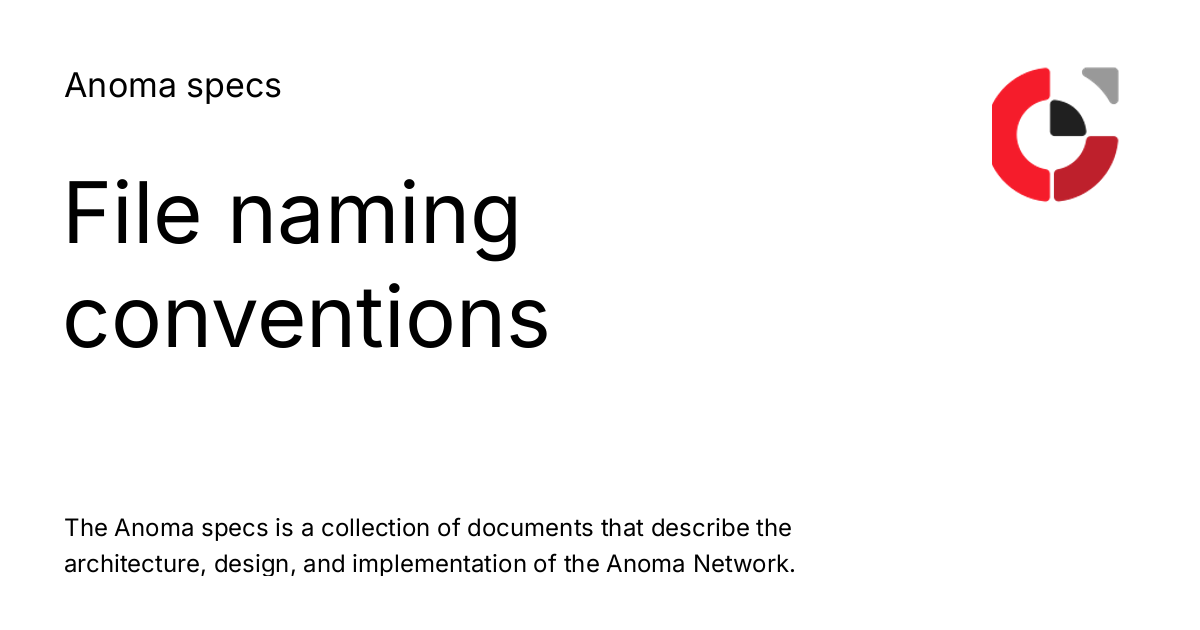 Anoma specs
File naming
conventions
The Anoma specs is a collection of documents that describe the
architecture, design, and implementation of the Anoma Network.